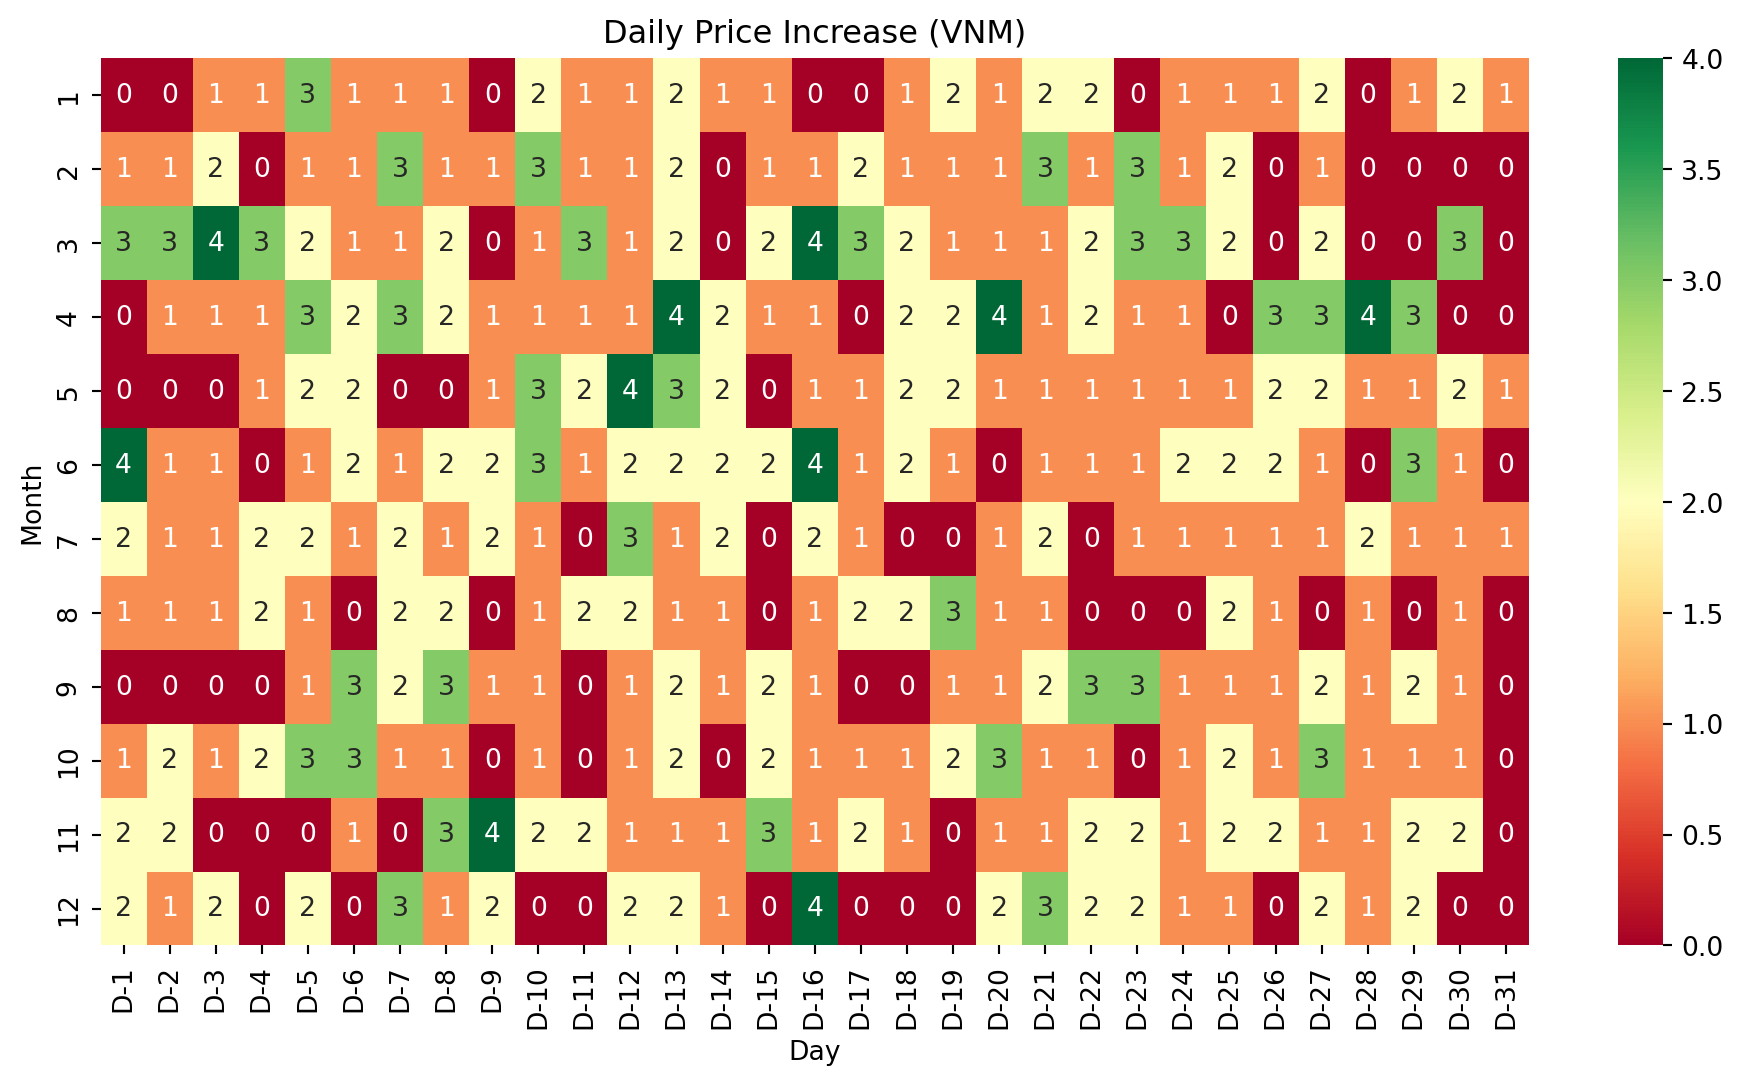 Daily Price Increase (VNM)
1 0 0 1 1 3 1 1 1 0 2 1 1 2 1 1 0 0 1 2 1 2 2 0 1 1 1 2 0 1 2 1
2 1 1 2 0 1 1 3 1 1 3 1 1 2 0 1 1 2 1 1 1 3 1 3 1 2 0 1 0 0 0 0
3 3 3 4 3 2 1 1 2 0 1 3 1 2 0 2 4 3 2 1 1 1 2 3 3 2 0 2 0 0 3 0
4 0 1 1 1 3 2 3 2 1 1 1 1 4 2 1 1 0 2 2 4 1 2 1 1 0 3 3 4 3 0 0
5 0 0 0 1 2 2 0 0 1 3 2 4 3 2 0 1 1 2 2 1 1 1 1 1 1 2 2 1 1 2 1
6 4 1 1 0 1 2 1 2 2 3 1 2 2 2 2 4 1 2 1 0 1 1 1 2 2 2 1 0 3 1 0
7 2 1 1 2 2 1 2 1 2 1 0 3 1 2 0 2 1 0 0 1 2 0 1 1 1 1 1 2 1 1 1
8 1 1 1 2 1 0 2 2 0 1 2 2 1 1 0 1 2 2 3 1 1 0 0 0 2 1 0 1 0 1 0
9 0 0 0 0 1 3 2 3 1 1 0 1 2 1 2 1 0 0 1 1 2 3 3 1 1 1 2 1 2 1 0
10 1 2 1 2 3 3 1 1 0 1 0 1 2 0 2 1 1 1 2 3 1 1 0 1 2 1 3 1 1 1 0
11 2 2 0 0 0 1 0 3 4 2 2 1 1 1 3 1 2 1 0 1 1 2 2 1 2 2 1 1 2 2 0
12 2 1 2 0 2 0 3 1 2 0 0 2 2 1 0 4 0 0 0 2 3 2 2 1 1 0 2 1 2 0 0
Month
D-1 D-2 D-3 D-4 D-5 D-6 D-7 D-8 D-9 D-10 D-11 D-12 D-13 D-14 D-15 D-16 D-17 D-18 D-19 D-20 D-21 D-22 D-23 D-24 D-25 D-26 D-27 D-28 D-29 D-30 D-31
Day
4.0
3.5
3.0
2.5
2.0
1.5
1.0
0.5
0.0